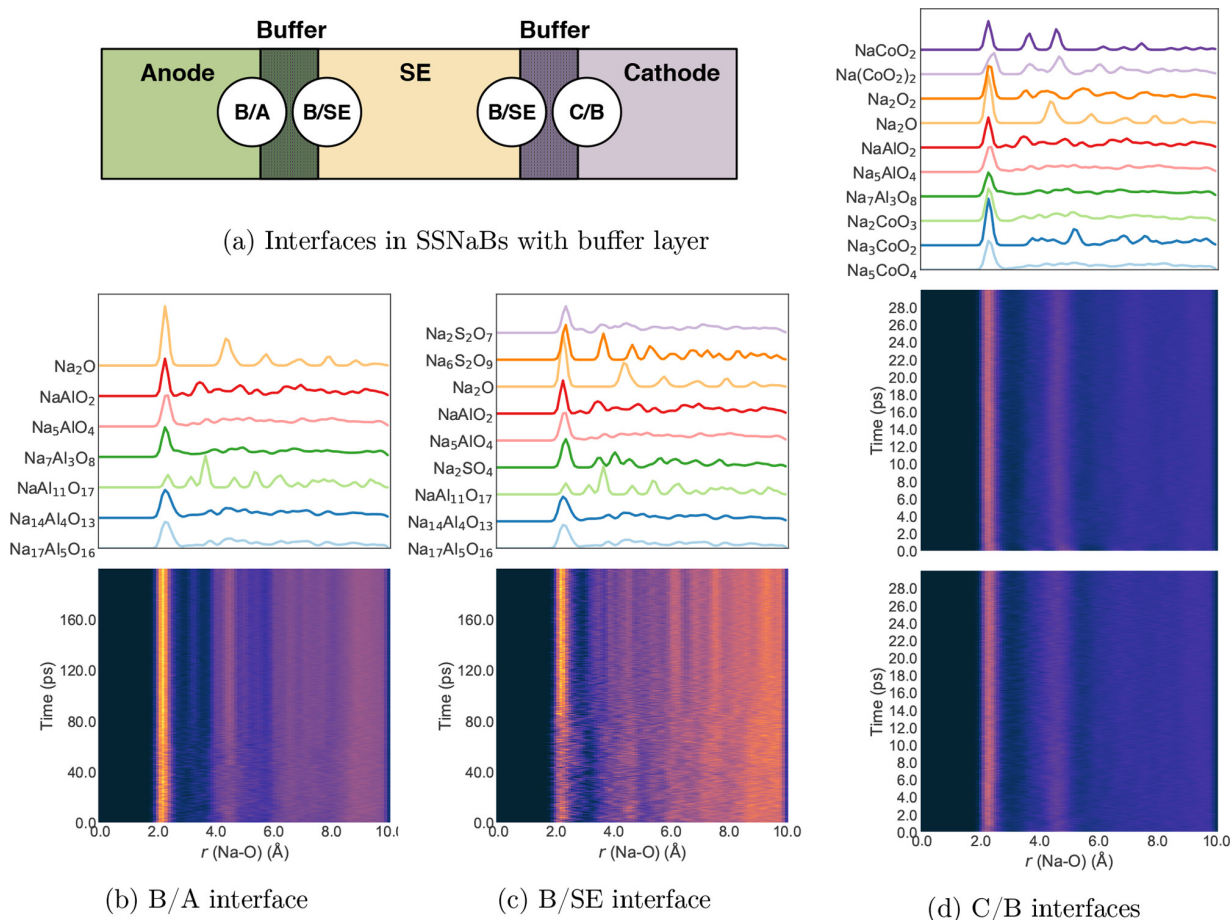 Buffer
Buffer
Anode
SE
Cathode
B/A
B/SE
B/SE
C/B
(a) Interfaces in SSNaBs with buffer layer
Na₂O
NaAlO₂
Na₅AlO₄
Na₇Al₃O₈
NaAl₁₁O₁₇
Na₁₄Al₄O₁₃
Na₁₇Al₅O₁₆
160.0
120.0
80.0
40.0
0.0
Time (ps)
0.0 2.0 4.0 6.0 8.0 10.0
r (Na-O) (Å)
(b) B/A interface
Na₂S₂O₇
Na₆S₂O₉
Na₂O
NaAlO₂
Na₅AlO₄
Na₂SO₄
NaAl₁₁O₁₇
Na₁₄Al₄O₁₃
Na₁₇Al₅O₁₆
160.0
120.0
80.0
40.0
0.0
Time (ps)
0.0 2.0 4.0 6.0 8.0 10.0
r (Na-O) (Å)
(c) B/SE interface
NaCoO₂
Na(CoO₂)₂
Na₂O₂
Na₂O
NaAlO₂
Na₅AlO₄
Na₇Al₃O₈
Na₂CoO₃
Na₃CoO₂
Na₅CoO₄
28.0
26.0
24.0
22.0
20.0
18.0
16.0
14.0
12.0
10.0
8.0
6.0
4.0
2.0
0.0
Time (ps)
28.0
26.0
24.0
22.0
20.0
18.0
16.0
14.0
12.0
10.0
8.0
6.0
4.0
2.0
0.0
Time (ps)
0.0 2.0 4.0 6.0 8.0 10.0
r (Na-O) (Å)
(d) C/B interfaces